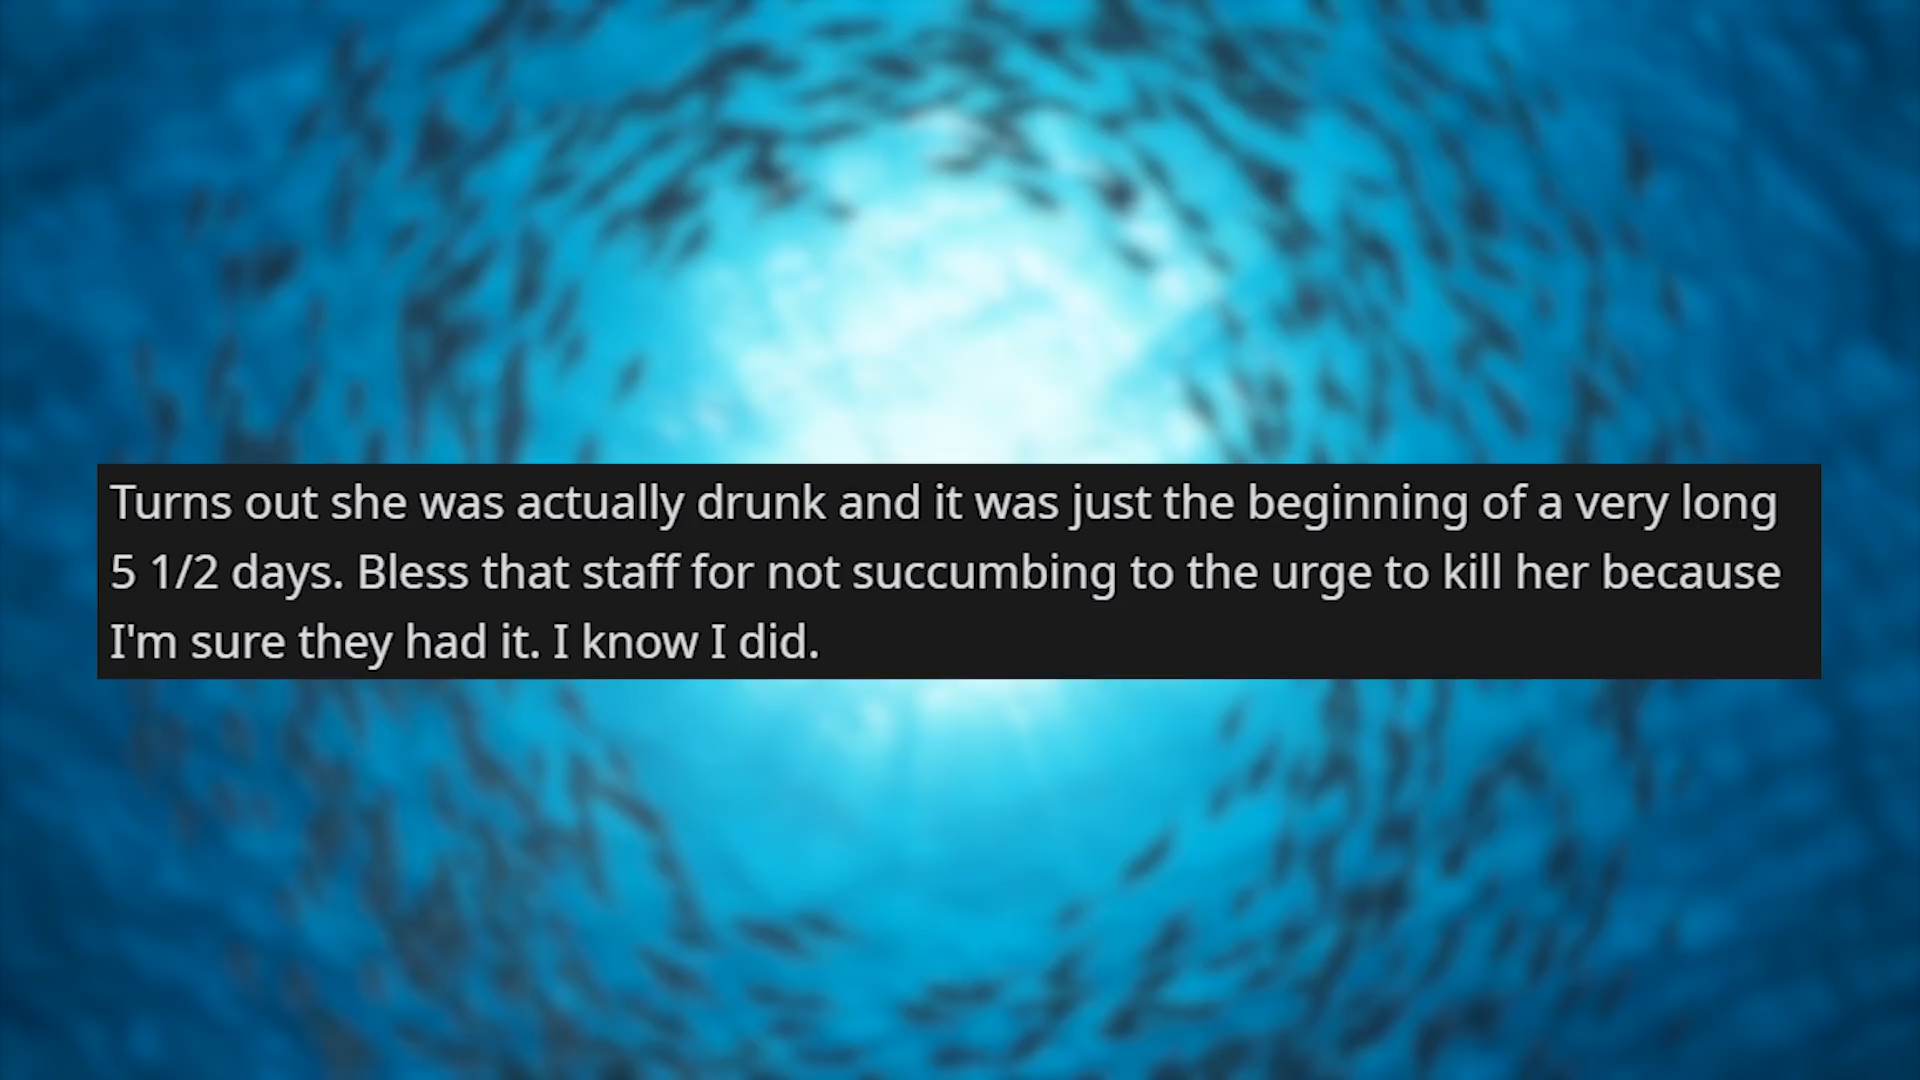 Turns out she was actually drunk and it was just the beginning of a very long
5 1/2 days. Bless that staff for not succumbing to the urge to kill her because
I'm sure they had it. I know I did.